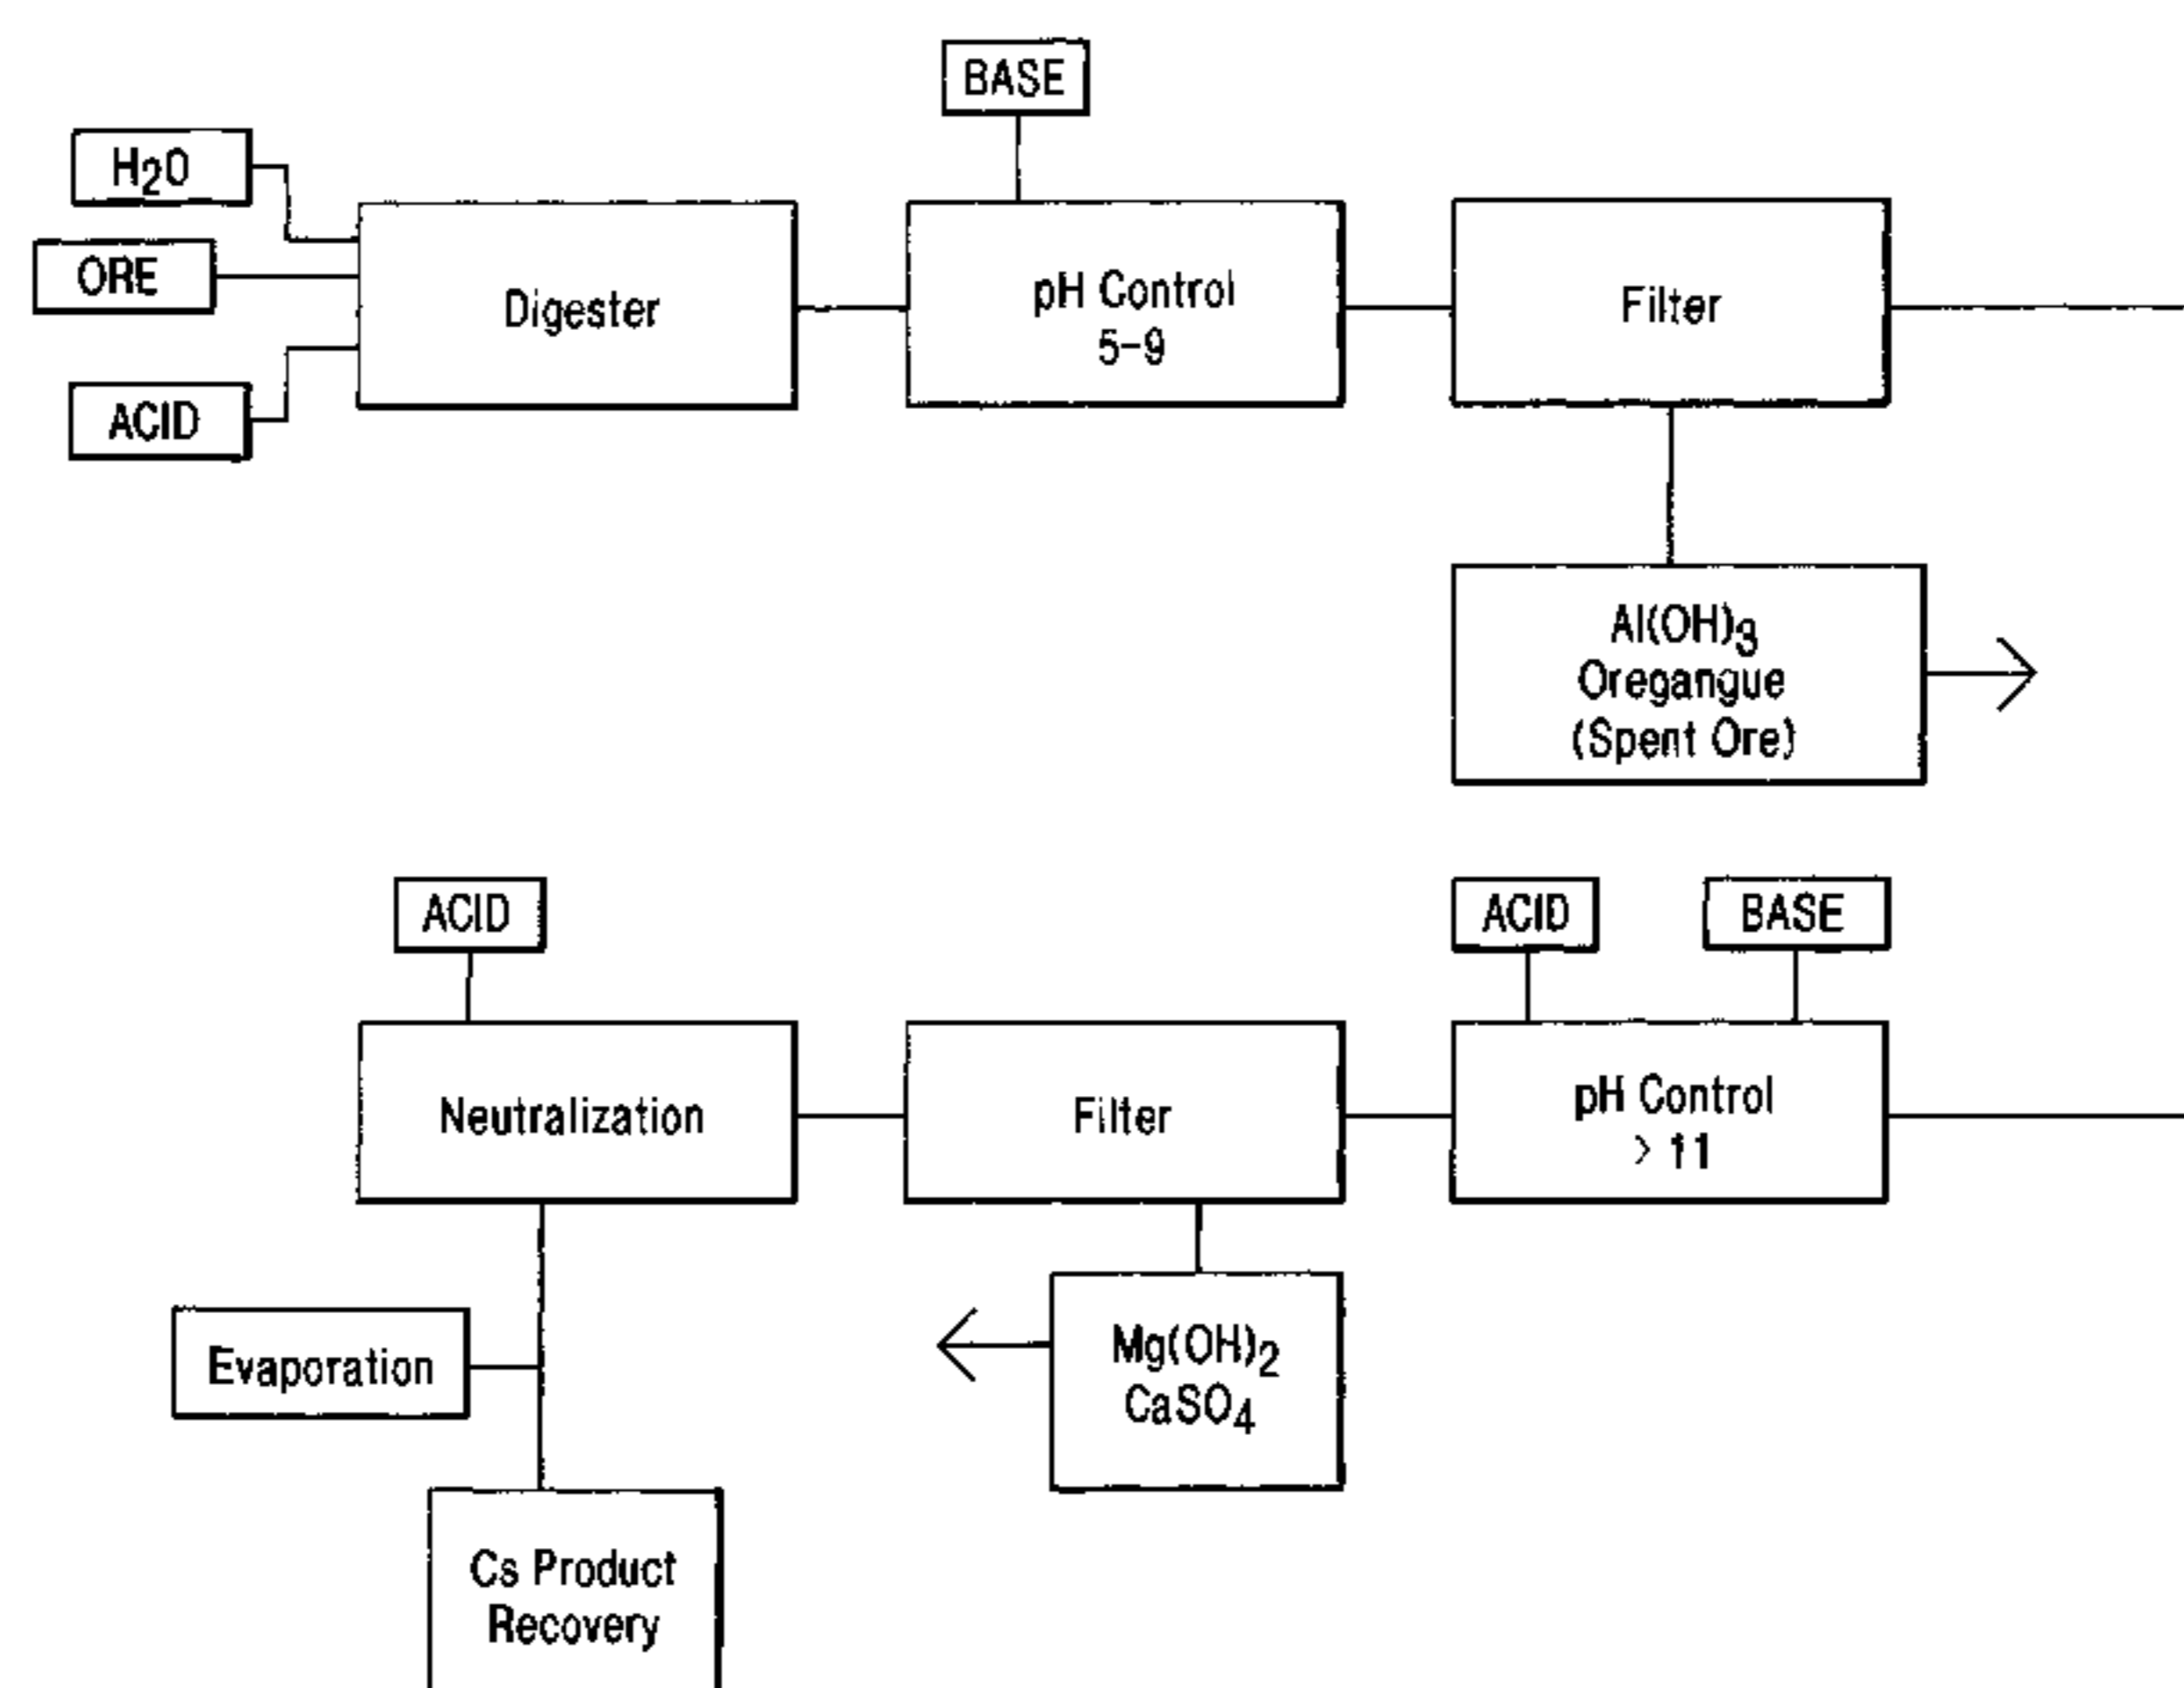 BASE
H2O
ORE
ACID
Digester
pH Control
5-9
Filter
Al(OH)3
Oregangue
(Spent Ore)
ACID
ACID
BASE
Neutralization
Filter
pH Control
> 11
Evaporation
Mg(OH)2
CaSO4
Cs Product
Recovery